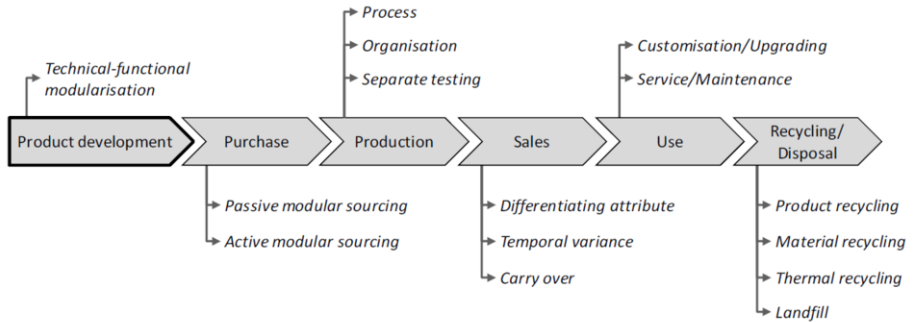 Process
Organisation
Separate testing
Customisation/Upgrading
Service/Maintenance
Technical-functional
modularisation
Product development
Purchase
Production
Sales
Use
Recycling/
Disposal
Passive modular sourcing
Active modular sourcing
Differentiating attribute
Temporal variance
Carry over
Product recycling
Material recycling
Thermal recycling
Landfill